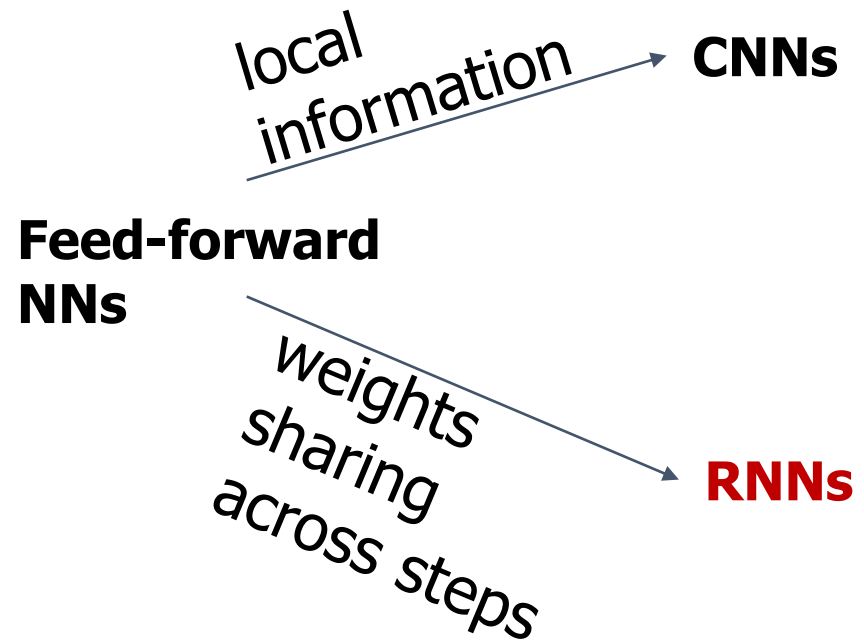 local
information
CNNs
Feed-forward
NNs
weights
sharing
across steps
RNNs